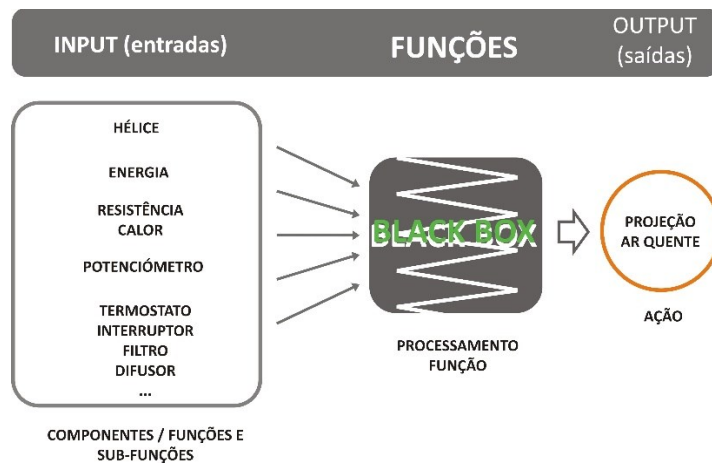 INPUT (entradas)
FUNÇÕES
OUTPUT
(saídas)
HÉLICE
ENERGIA
RESISTÊNCIA
CALOR
POTENCIÓMETRO
TERMOSTATO
INTERRUPTOR
FILTRO
DIFUSOR
...
COMPONENTES / FUNÇÕES E
SUB-FUNÇÕES
BLACK BOX
PROCESSAMENTO
FUNÇÃO
PROJEÇÃO
AR QUENTE
AÇÃO